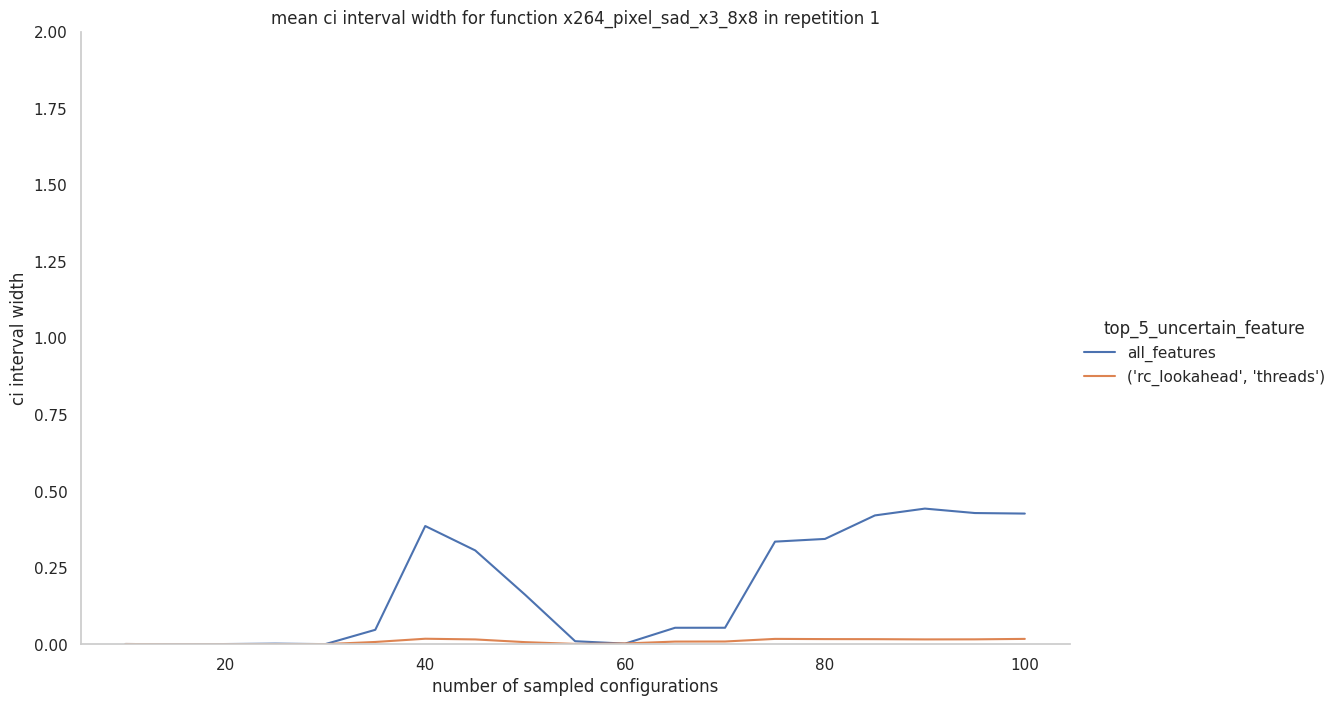 mean ci interval width for function x264_pixel_sad_x3_8x8 in repetition 1
2.00
1.75
1.50
1.25
1.00
0.75
0.50
0.25
0.00
ci interval width
20
40
60
80
100
number of sampled configurations
top_5_uncertain_feature
all_features
('rc_lookahead', 'threads')